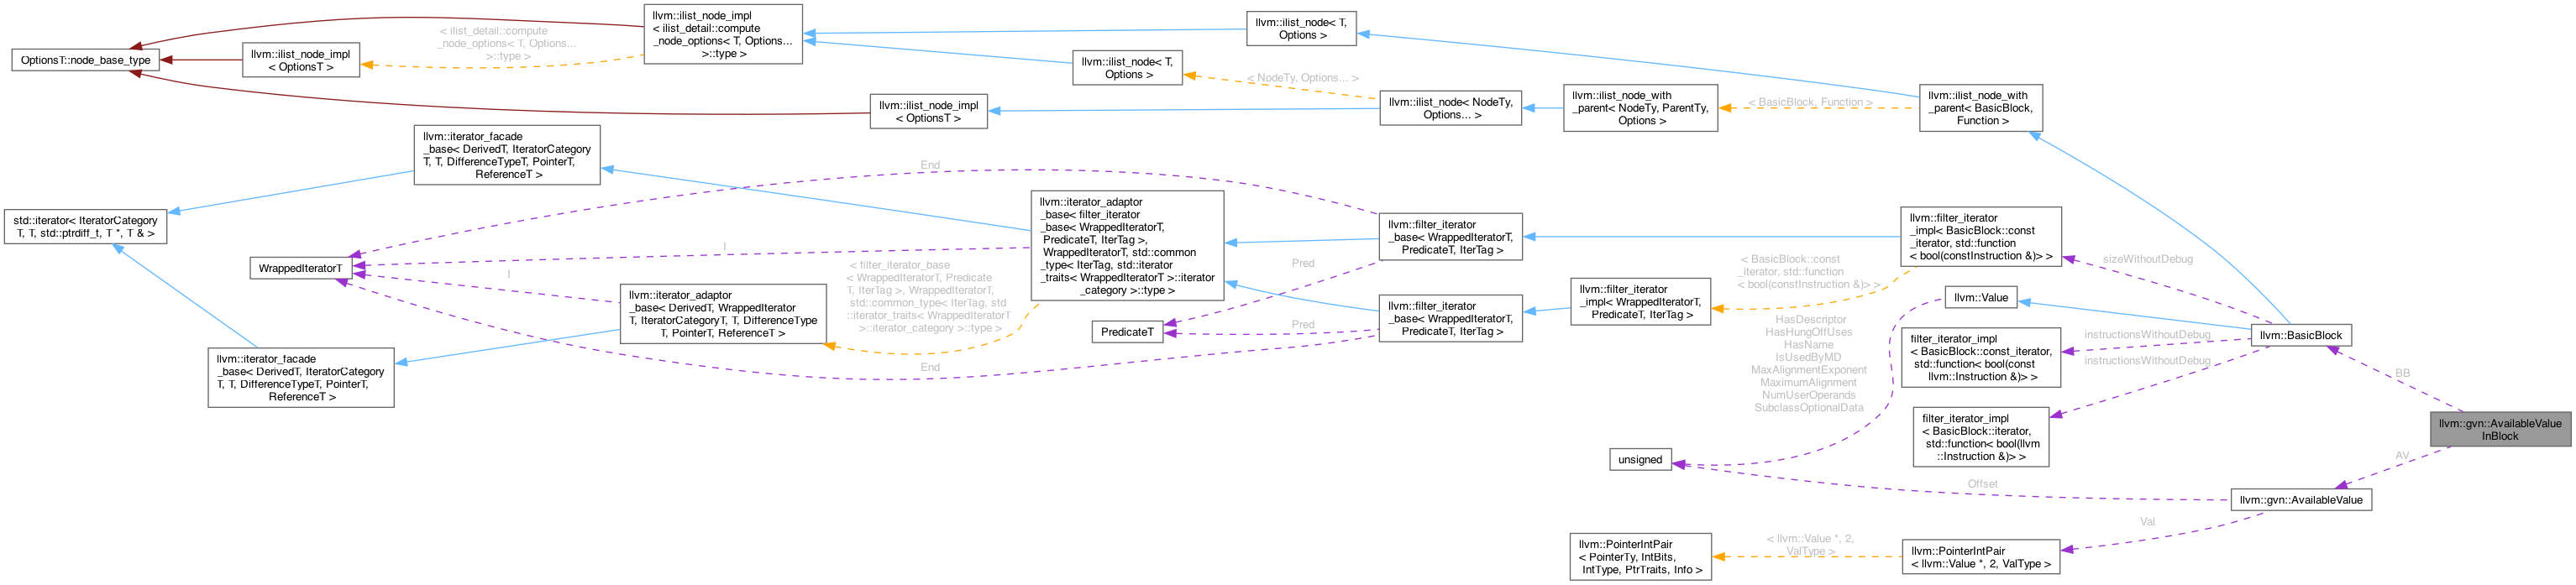 OptionsT::node_base_type
llvm::ilist_node_impl
< OptionsT >
< ilist_detail::compute
_node_options< T, Options...
>::type >
llvm::ilist_node_impl
< ilist_detail::compute
_node_options< T, Options...
>::type >
llvm::ilist_node_impl
< OptionsT >
llvm::ilist_node< T,
Options >
llvm::ilist_node< T,
Options >
< NodeTy, Options... >
llvm::ilist_node< NodeTy,
Options... >
llvm::ilist_node_with
_parent< NodeTy, ParentTy,
Options >
< BasicBlock, Function >
llvm::ilist_node_with
_parent< BasicBlock,
Function >
llvm::iterator_facade
_base< DerivedT, IteratorCategory
T, T, DifferenceTypeT, PointerT,
ReferenceT >
std::iterator< IteratorCategory
T, T, std::ptrdiff_t, T *, T & >
WrappedIteratorT
llvm::iterator_facade
_base< DerivedT, IteratorCategory
T, T, DifferenceTypeT, PointerT,
ReferenceT >
End
I
I
End
llvm::iterator_adaptor
_base< DerivedT, WrappedIterator
T, IteratorCategoryT, T, DifferenceType
T, PointerT, ReferenceT >
< filter_iterator_base
< WrappedIteratorT, Predicate
T, IterTag >, WrappedIteratorT,
std::common_type< IterTag, std
::iterator_traits< WrappedIteratorT
>::iterator_category >::type >
llvm::iterator_adaptor
_base< filter_iterator
_base< WrappedIteratorT,
PredicateT, IterTag >,
WrappedIteratorT, std::common
_type< IterTag, std::iterator
_traits< WrappedIteratorT >::iterator
_category >::type >
PredicateT
Pred
Pred
llvm::filter_iterator
_base< WrappedIteratorT,
PredicateT, IterTag >
llvm::filter_iterator
_base< WrappedIteratorT,
PredicateT, IterTag >
llvm::filter_iterator
_impl< WrappedIteratorT,
PredicateT, IterTag >
< BasicBlock::const
_iterator, std::function
< bool(constInstruction &)> >
llvm::filter_iterator
_impl< BasicBlock::const
_iterator, std::function
< bool(constInstruction &)> >
sizeWithoutDebug
llvm::Value
HasDescriptor
HasHungOffUses
HasName
IsUsedByMD
MaxAlignmentExponent
MaximumAlignment
NumUserOperands
SubclassOptionalData
filter_iterator_impl
< BasicBlock::const_iterator,
std::function< bool(const
llvm::Instruction &)> >
instructionsWithoutDebug
instructionsWithoutDebug
llvm::BasicBlock
filter_iterator_impl
< BasicBlock::iterator,
std::function< bool(llvm
::Instruction &)> >
BB
llvm::gvn::AvailableValue
InBlock
AV
unsigned
Offset
llvm::gvn::AvailableValue
Val
llvm::PointerIntPair
< PointerTy, IntBits,
IntType, PtrTraits, Info >
< llvm::Value *, 2,
ValType >
llvm::PointerIntPair
< llvm::Value *, 2, ValType >